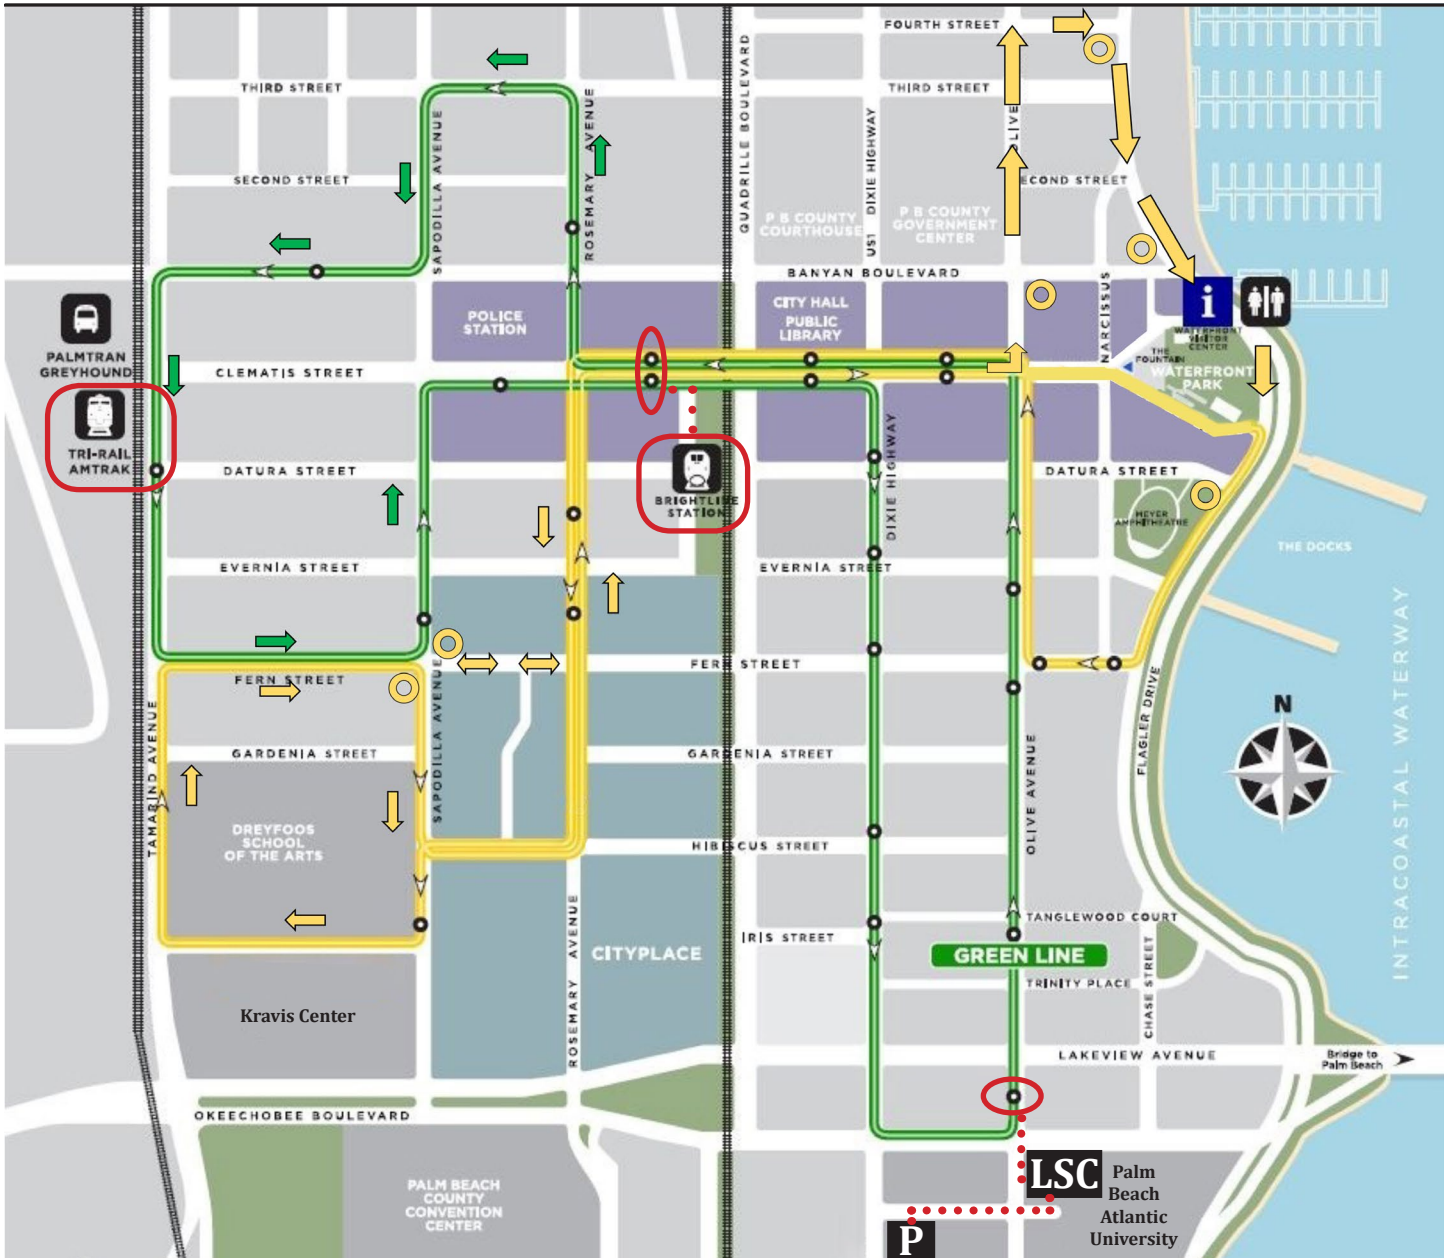 FOURTH STREET
THIRD STREET
THIRD STREET
SECOND STREET
ECOND STREET
SAPODILLA AVENUE
ROSEMARY AVENUE
QUADRILLE BOULEVARD
US1 DIXIE HIGHWAY
OLIVE
P B COUNTY
COURTHOUSE
P B COUNTY
GOVERNMENT
CENTER
BANYAN BOULEVARD
NARCISSUS
POLICE
STATION
CITY HALL
PUBLIC
LIBRARY
i
WATERFRONT
VISITOR
CENTER
THE
FOUNTAIN
WATERFRONT
PARK
PALMTRAN
GREYHOUND
CLEMATIS STREET
TRI-RAIL
AMTRAK
DATURA STREET
DATURA STREET
BRIGHTLINE
STATION
DIXIE HIGHWAY
MEYER
AMPHITHEATRE
THE DOCKS
EVERNIA STREET
EVERNIA STREET
FERN STREET
FERN STREET
TAMARIND AVENUE
SAPODILLA AVENUE
GARDENIA STREET
GARDENIA STREET
FLAGLER DRIVE
N
INTRACOASTAL WATERWAY
OLIVE AVENUE
DREYFOOS
SCHOOL
OF THE ARTS
HIBISCUS STREET
TANGLEWOOD COURT
IRIS STREET
CITYPLACE
ROSEMARY AVENUE
GREEN LINE
TRINITY PLACE
CHASE STREET
Kravis Center
LAKEVIEW AVENUE
Bridge to
Palm Beach
OKEECHOBEE BOULEVARD
PALM BEACH
COUNTY
CONVENTION
CENTER
LSC
Palm
Beach
Atlantic
University
P